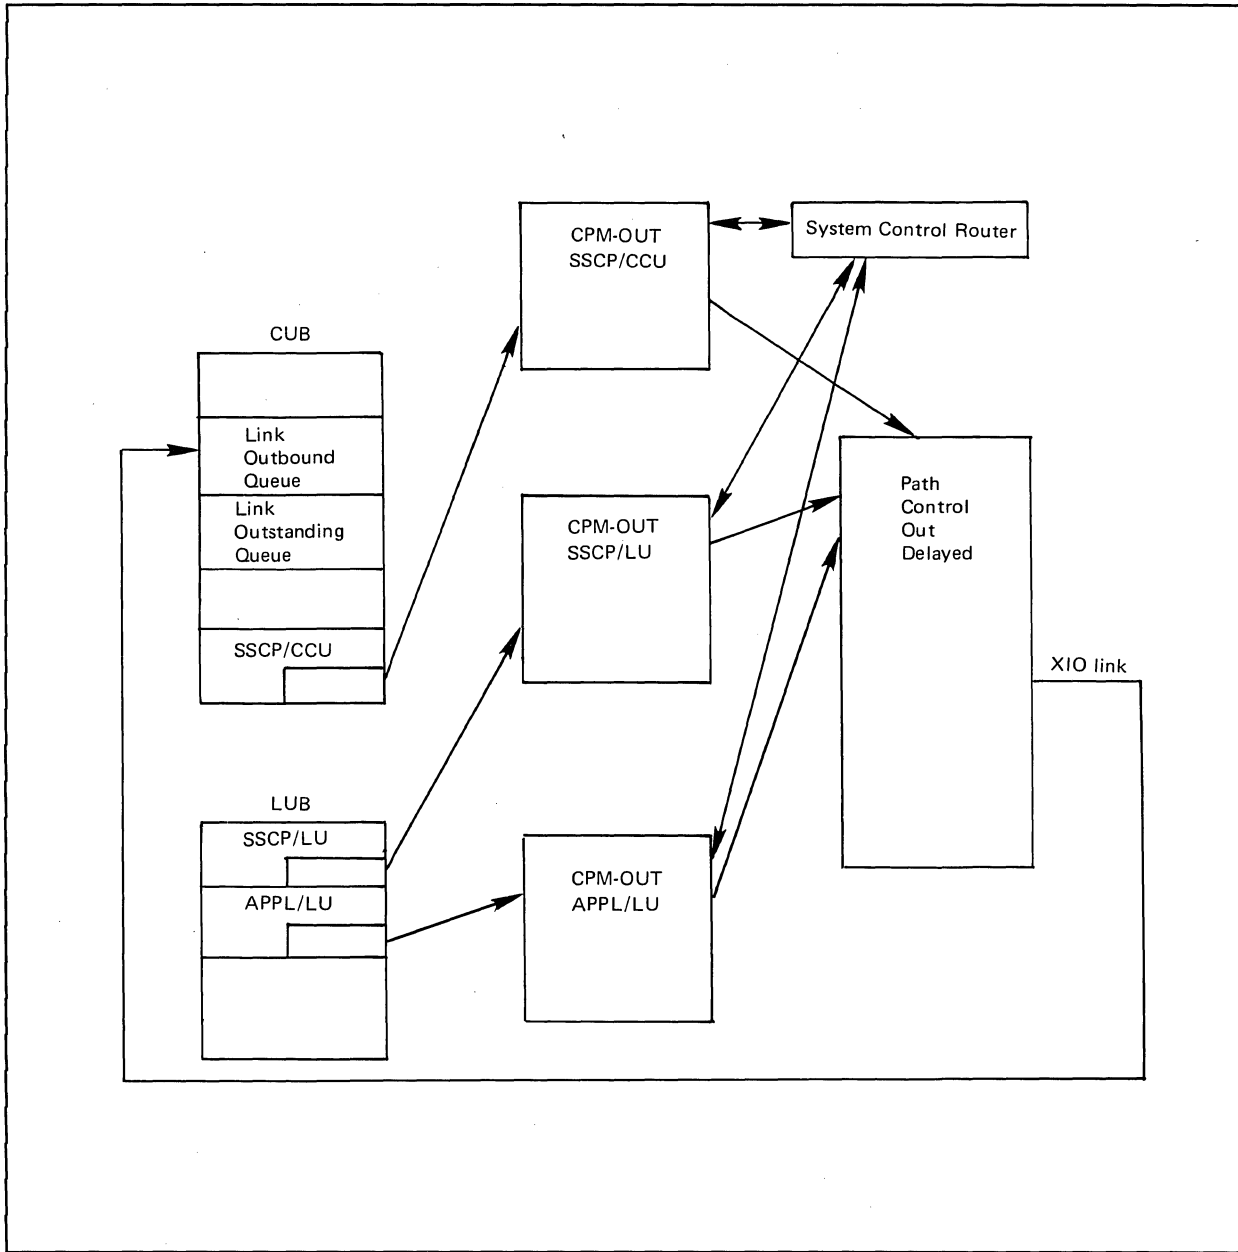 CPM-OUT
SSCP/CCU
System Control Router
CUB
Link
Outbound
Queue
Link
Outstanding
Queue
SSCP/CCU
CPM-OUT
SSCP/LU
Path
Control
Out
Delayed
XIO link
LUB
SSCP/LU
APPL/LU
CPM-OUT
APPL/LU